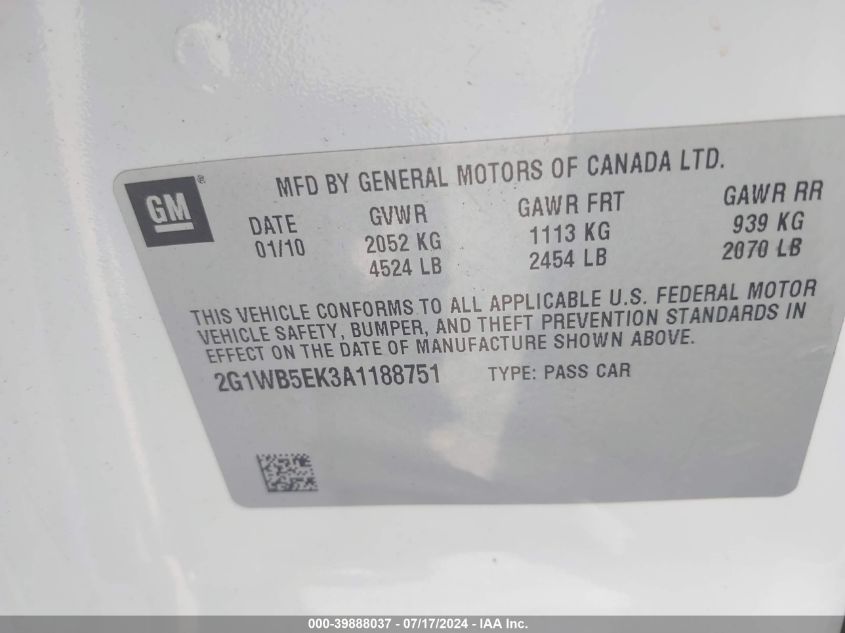 GM®
MFD BY GENERAL MOTORS OF CANADA LTD.
DATE GVWR GAWR FRT GAWR RR
01/10 2052 KG 1113 KG 939 KG
4524 LB 2454 LB 2070 LB
THIS VEHICLE CONFORMS TO ALL APPLICABLE U.S. FEDERAL MOTOR
VEHICLE SAFETY, BUMPER, AND THEFT PREVENTION STANDARDS IN
EFFECT ON THE DATE OF MANUFACTURE SHOWN ABOVE.
2G1WB5EK3A1188751 TYPE: PASS CAR
000-39888037 - 07/17/2024 - IAA Inc.